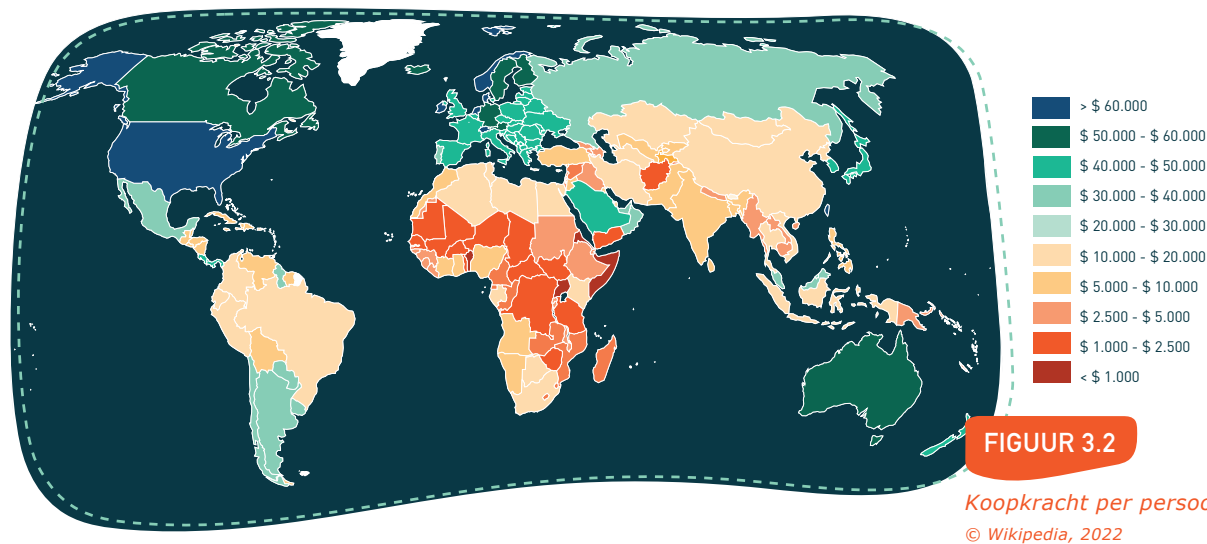 > $ 60.000
$ 50.000 - $ 60.000
$ 40.000 - $ 50.000
$ 30.000 - $ 40.000
$ 20.000 - $ 30.000
$ 10.000 - $ 20.000
$ 5.000 - $ 10.000
$ 2.500 - $ 5.000
$ 1.000 - $ 2.500
< $ 1.000
FIGUUR 3.2
Koopkracht per persoo
© Wikipedia, 2022